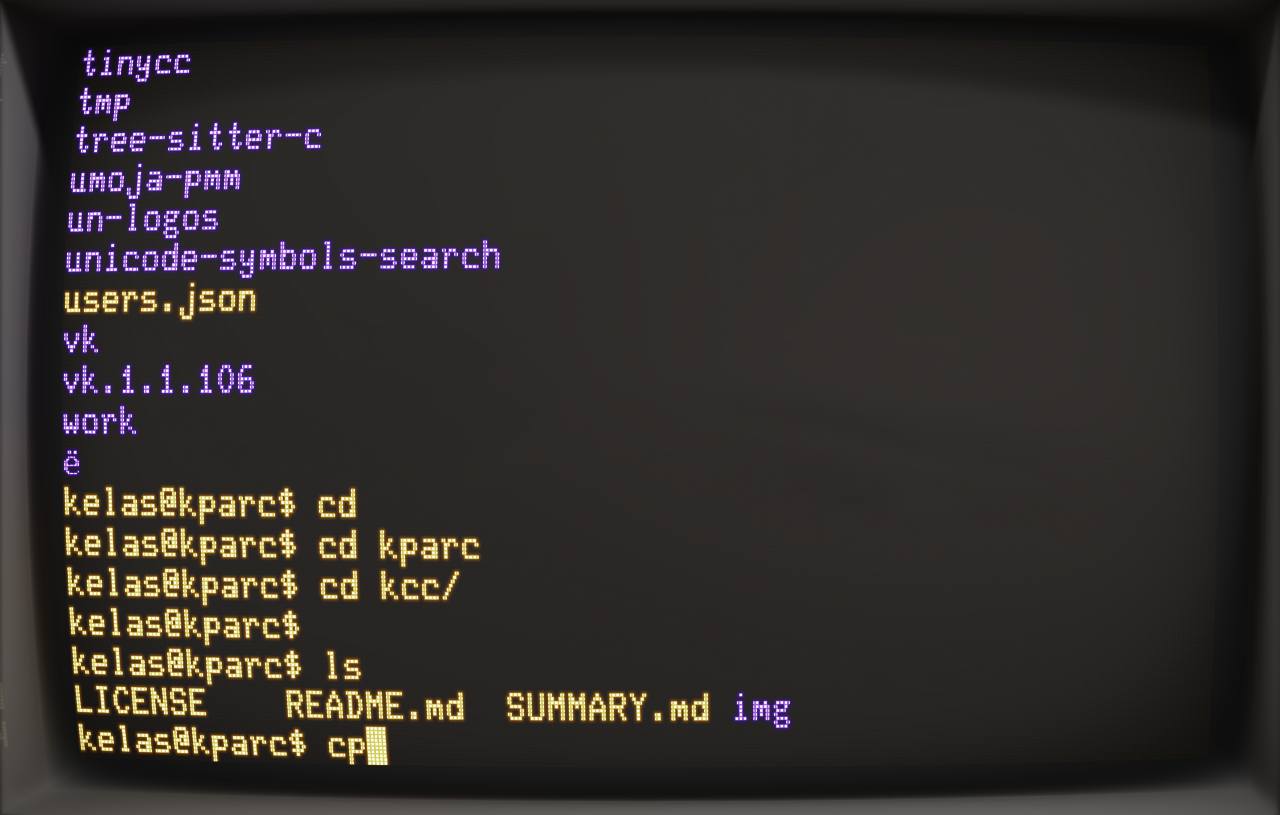 tinycc
tmp
tree-sitter-c
umoja-pmm
un-logos
unicode-symbols-search
users.json
vk
vk.1.1.106
work
ë
kelas@kparc$ cd
kelas@kparc$ cd kparc
kelas@kparc$ cd kcc/
kelas@kparc$
kelas@kparc$ ls
LICENSE README.md SUMMARY.md img
kelas@kparc$ cp